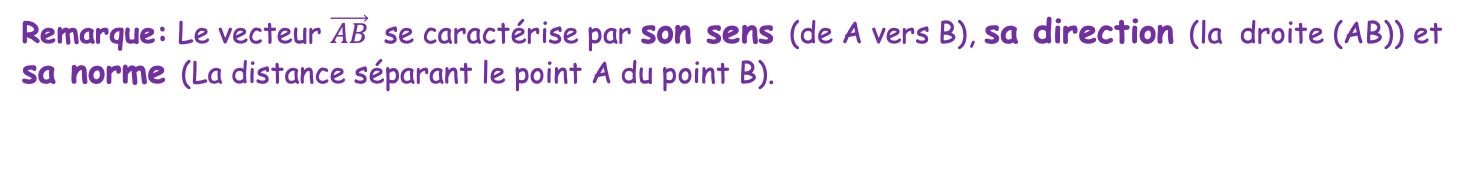 Remarque: Le vecteur $\overrightarrow{AB}$ se caractérise par son sens (de A vers B), sa direction (la droite (AB)) et
sa norme (La distance séparant le point A du point B).